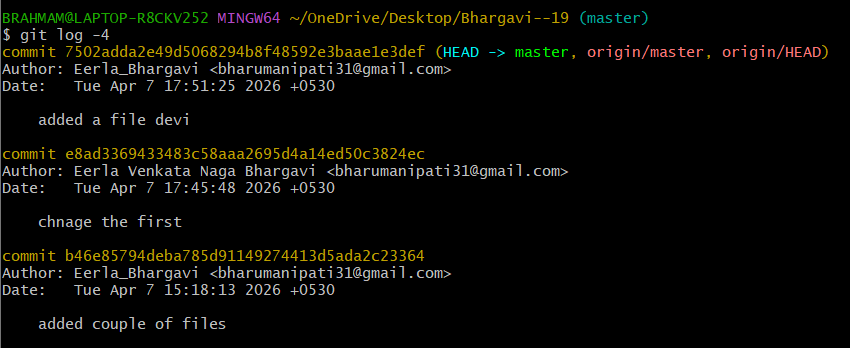 BRAHMAM@LAPTOP-R8CKV252 MINGW64 ~/OneDrive/Desktop/Bhargavi--19 (master)
$ git log -4
commit 7502adda2e49d5068294b8f48592e3baae1e3def (HEAD -> master, origin/master, origin/HEAD)
Author: Eerla_Bhargavi <bharumanipati31@gmail.com>
Date:   Tue Apr 7 17:51:25 2026 +0530
    added a file devi
commit e8ad3369433483c58aaa2695d4a14ed50c3824ec
Author: Eerla Venkata Naga Bhargavi <bharumanipati31@gmail.com>
Date:   Tue Apr 7 17:45:48 2026 +0530
    chnage the first
commit b46e85794deba785d91149274413d5ada2c23364
Author: Eerla_Bhargavi <bharumanipati31@gmail.com>
Date:   Tue Apr 7 15:18:13 2026 +0530
    added couple of files